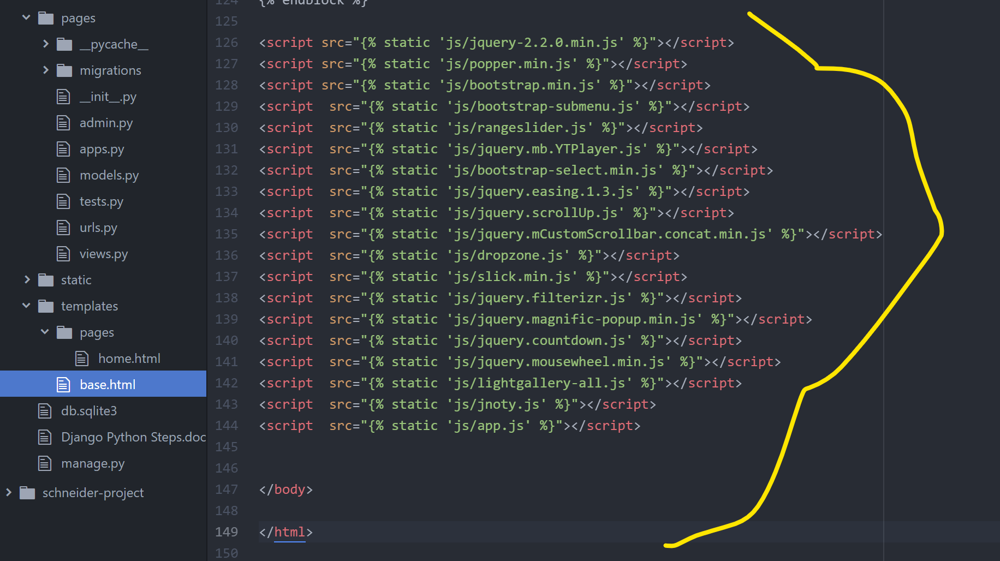 pages
__pycache__
migrations
__init__.py
admin.py
apps.py
models.py
tests.py
urls.py
views.py
static
templates
pages
home.html
base.html
db.sqlite3
Django Python Steps.doc
manage.py
schneider-project
124 {% endblock %}
125
126 <script src="{% static 'js/jquery-2.2.0.min.js' %}"></script>
127 <script src="{% static 'js/popper.min.js' %}"></script>
128 <script src="{% static 'js/bootstrap.min.js' %}"></script>
129 <script  src="{% static 'js/bootstrap-submenu.js' %}"></script>
130 <script  src="{% static 'js/rangeslider.js' %}"></script>
131 <script  src="{% static 'js/jquery.mb.YTPlayer.js' %}"></script>
132 <script  src="{% static 'js/bootstrap-select.min.js' %}"></script>
133 <script  src="{% static 'js/jquery.easing.1.3.js' %}"></script>
134 <script  src="{% static 'js/jquery.scrollUp.js' %}"></script>
135 <script  src="{% static 'js/jquery.mCustomScrollbar.concat.min.js' %}"></script>
136 <script  src="{% static 'js/dropzone.js' %}"></script>
137 <script  src="{% static 'js/slick.min.js' %}"></script>
138 <script  src="{% static 'js/jquery.filterizr.js' %}"></script>
139 <script  src="{% static 'js/jquery.magnific-popup.min.js' %}"></script>
140 <script  src="{% static 'js/jquery.countdown.js' %}"></script>
141 <script  src="{% static 'js/jquery.mousewheel.min.js' %}"></script>
142 <script  src="{% static 'js/lightgallery-all.js' %}"></script>
143 <script  src="{% static 'js/jnoty.js' %}"></script>
144 <script  src="{% static 'js/app.js' %}"></script>
145
146
147 </body>
148
149 </html>
150